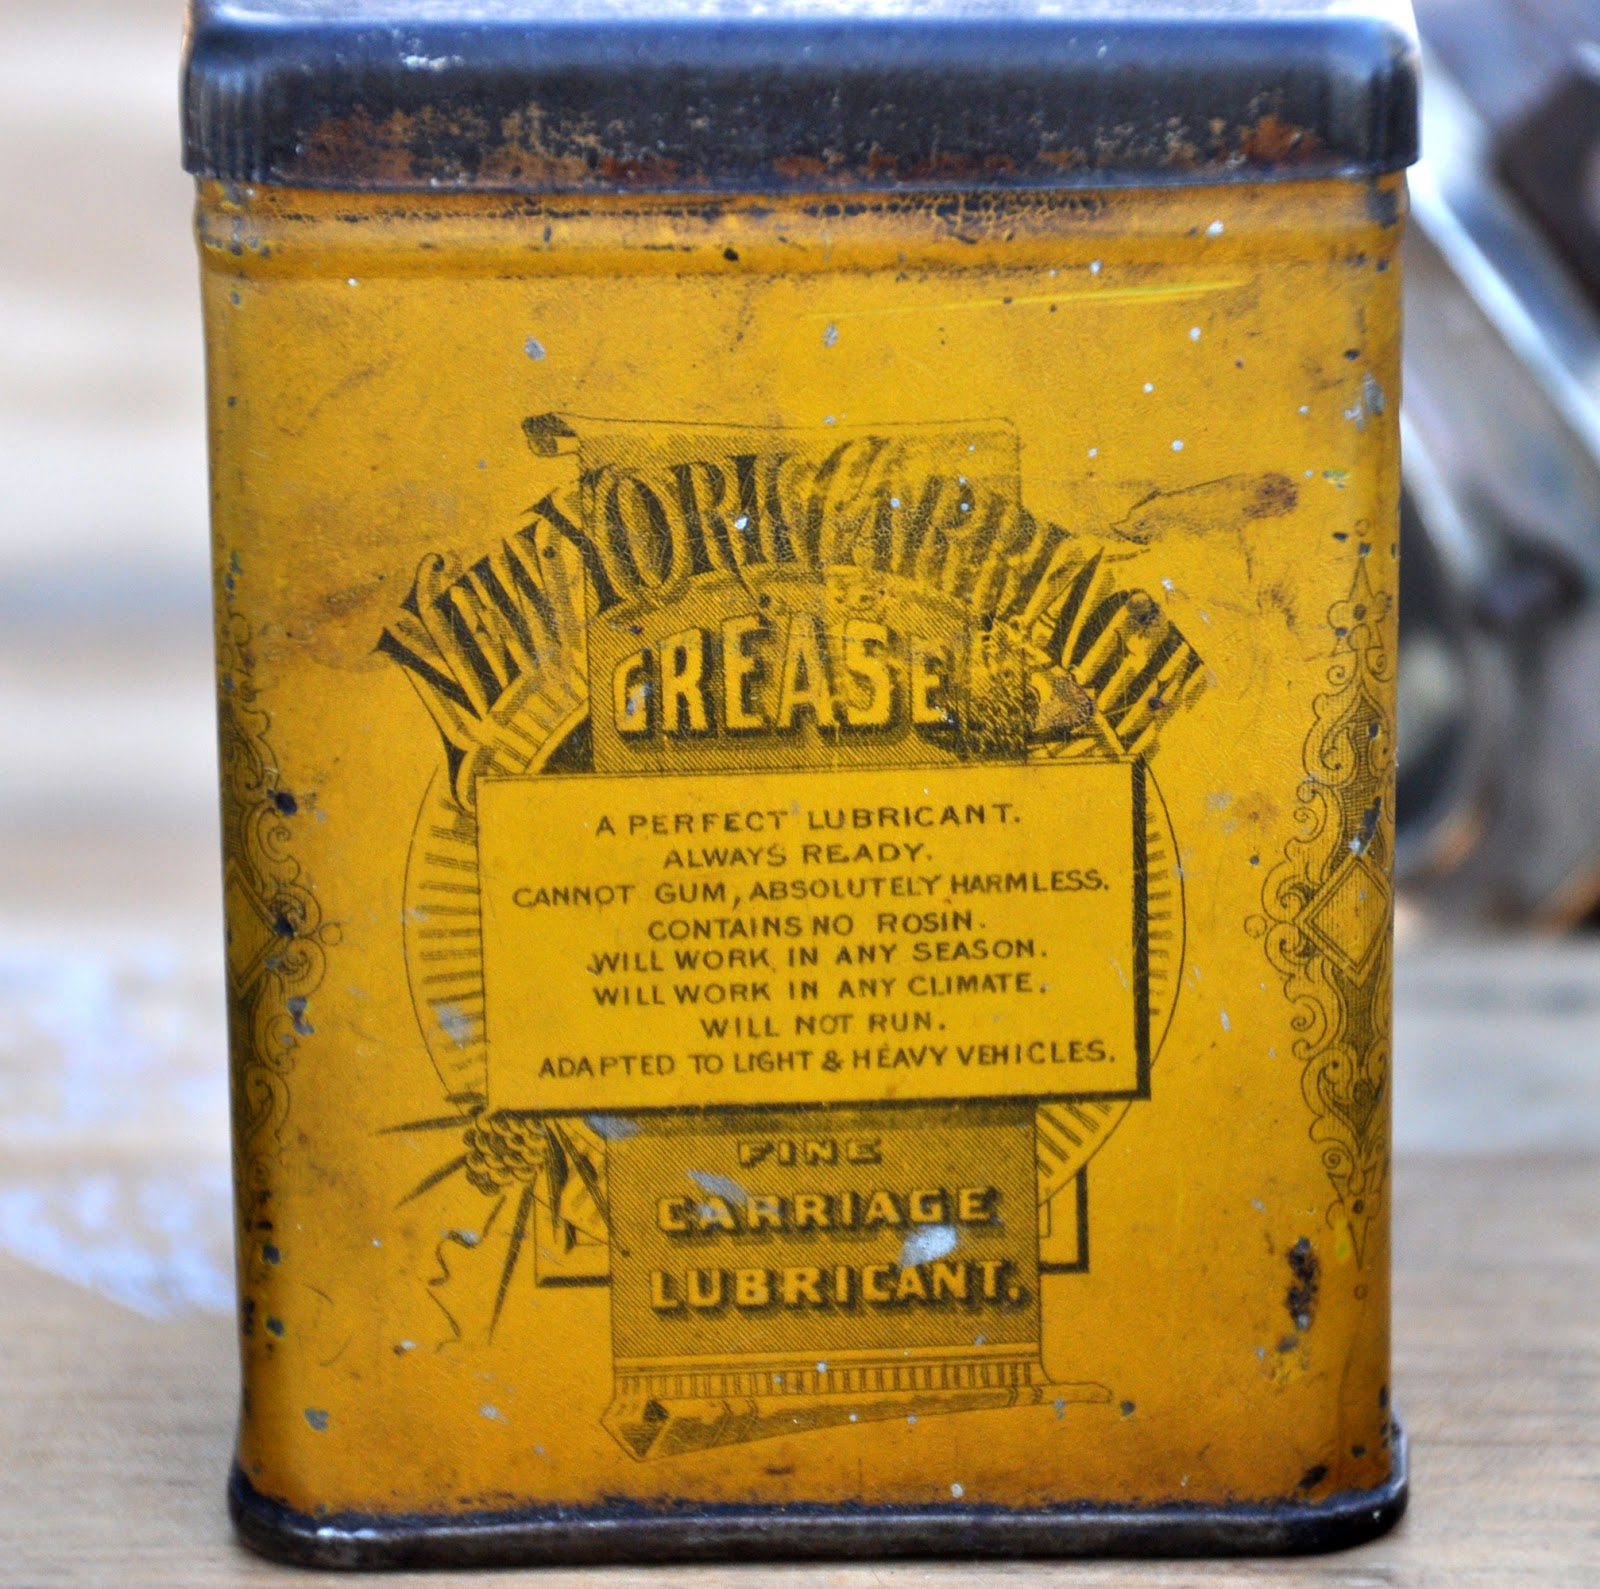 NEW YORK CARRIAGE
GREASE
A PERFECT LUBRICANT.
ALWAYS READY.
CANNOT GUM, ABSOLUTELY HARMLESS.
CONTAINS NO ROSIN.
WILL WORK IN ANY SEASON.
WILL WORK IN ANY CLIMATE.
WILL NOT RUN.
ADAPTED TO LIGHT & HEAVY VEHICLES.
FINE
CARRIAGE
LUBRICANT.